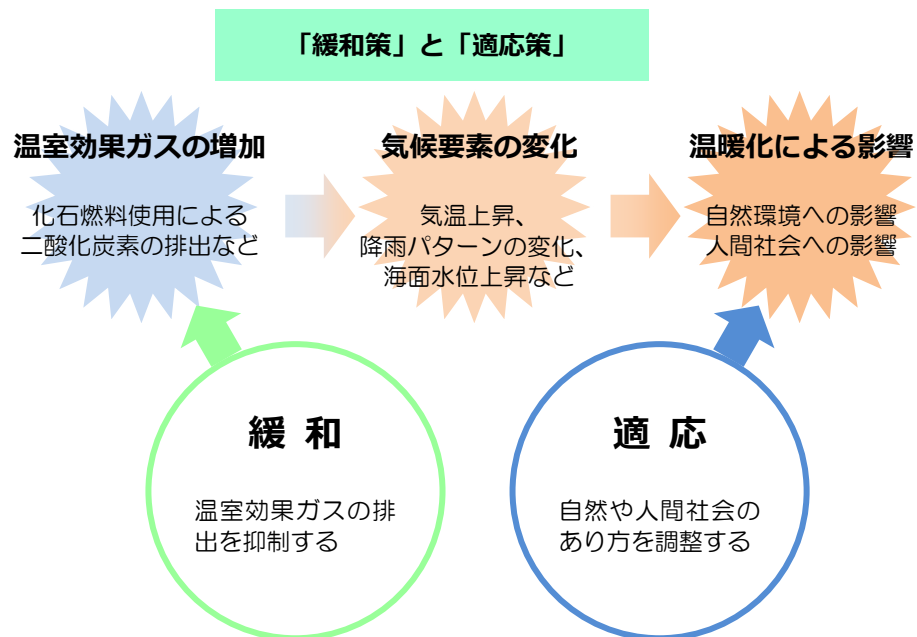 「緩和策」と「適応策」
温室効果ガスの増加
化石燃料使用による
二酸化炭素の排出など
気候要素の変化
気温上昇、
降雨パターンの変化、
海面水位上昇など
温暖化による影響
自然環境への影響
人間社会への影響
緩 和
温室効果ガスの排
出を抑制する
適 応
自然や人間社会の
あり方を調整する